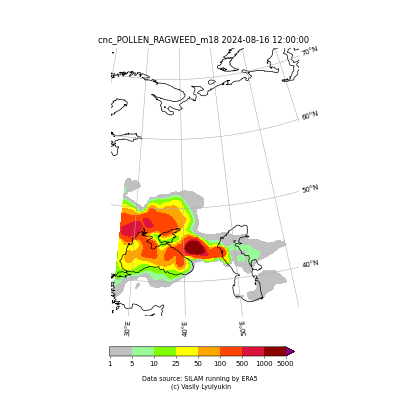 cnc_POLLEN_RAGWEED_m18 2024-08-16 12:00:00
70°N
60°N
50°N
40°N
30°E 40°E 50°E
1 5 10 25 50 100 500 1000 5000
Data source: SILAM running by ERA5
(c) Vasily Lyulyukin